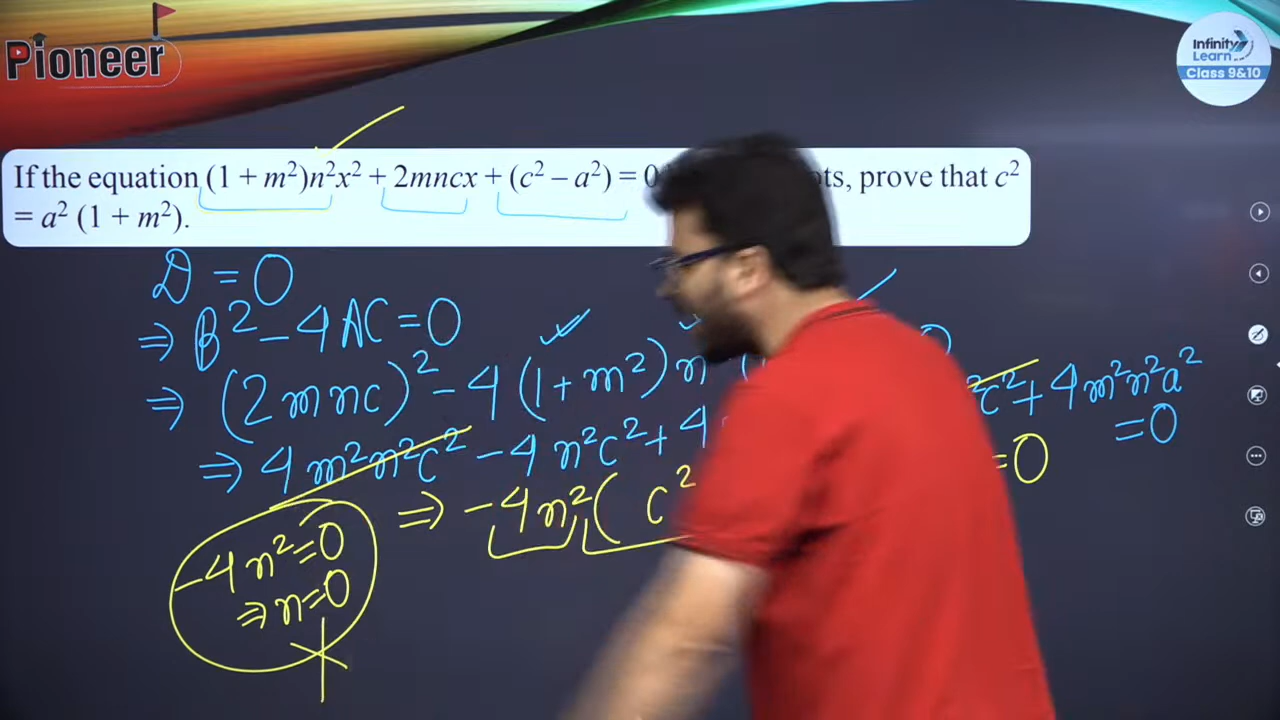 Pioneer
Infinity
Learn
Class 9&10
If the equation (1 + m²)n²x² + 2mncx + (c² – a²) = 0 ts, prove that c²
= a² (1 + m²).
D = 0
⇒ B² – 4AC = 0
⇒ (2mnc)² – 4(1+m²)n
⇒ 4m²n²c² – 4n²c² + 4 ²c² + 4m²n²a²
= 0
⇒ –4n²( c² =0
–4n²=0
⇒ n=0